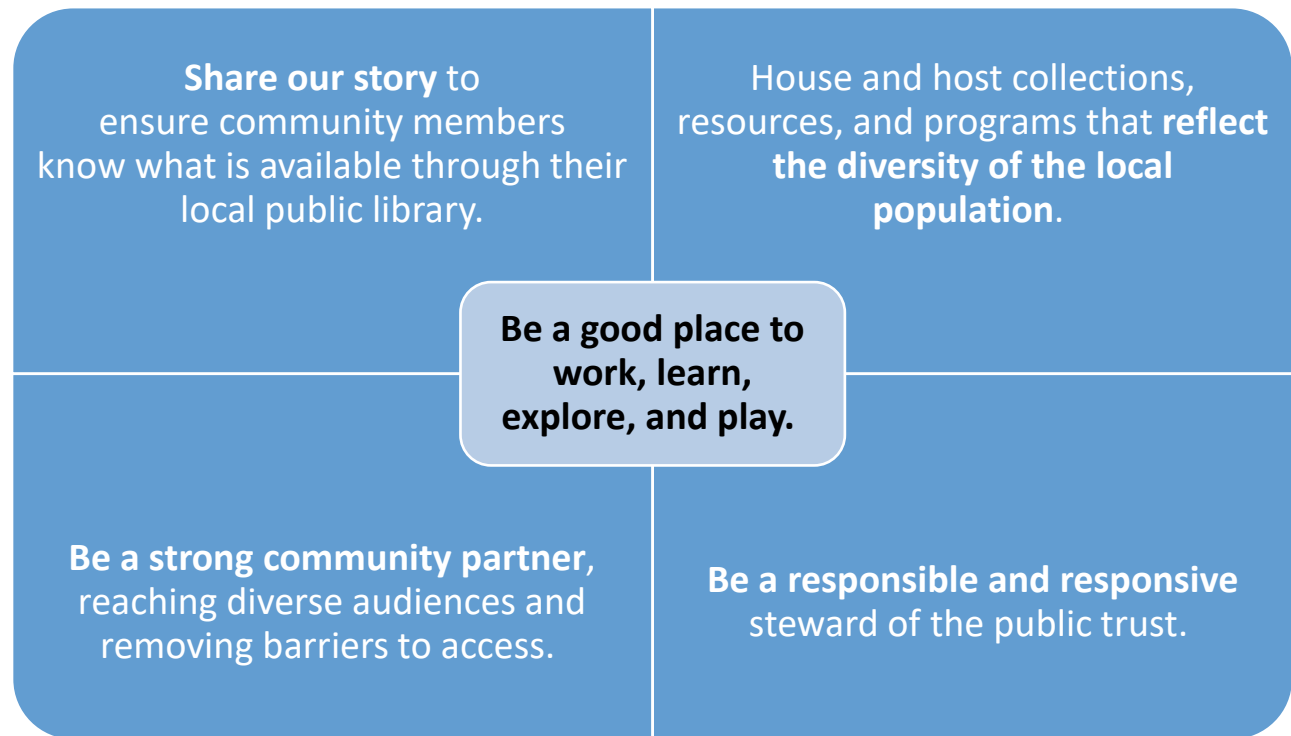 Share our story to
ensure community members
know what is available through their
local public library.
House and host collections,
resources, and programs that reflect
the diversity of the local
population.
Be a good place to
work, learn,
explore, and play.
Be a strong community partner,
reaching diverse audiences and
removing barriers to access.
Be a responsible and responsive
steward of the public trust.